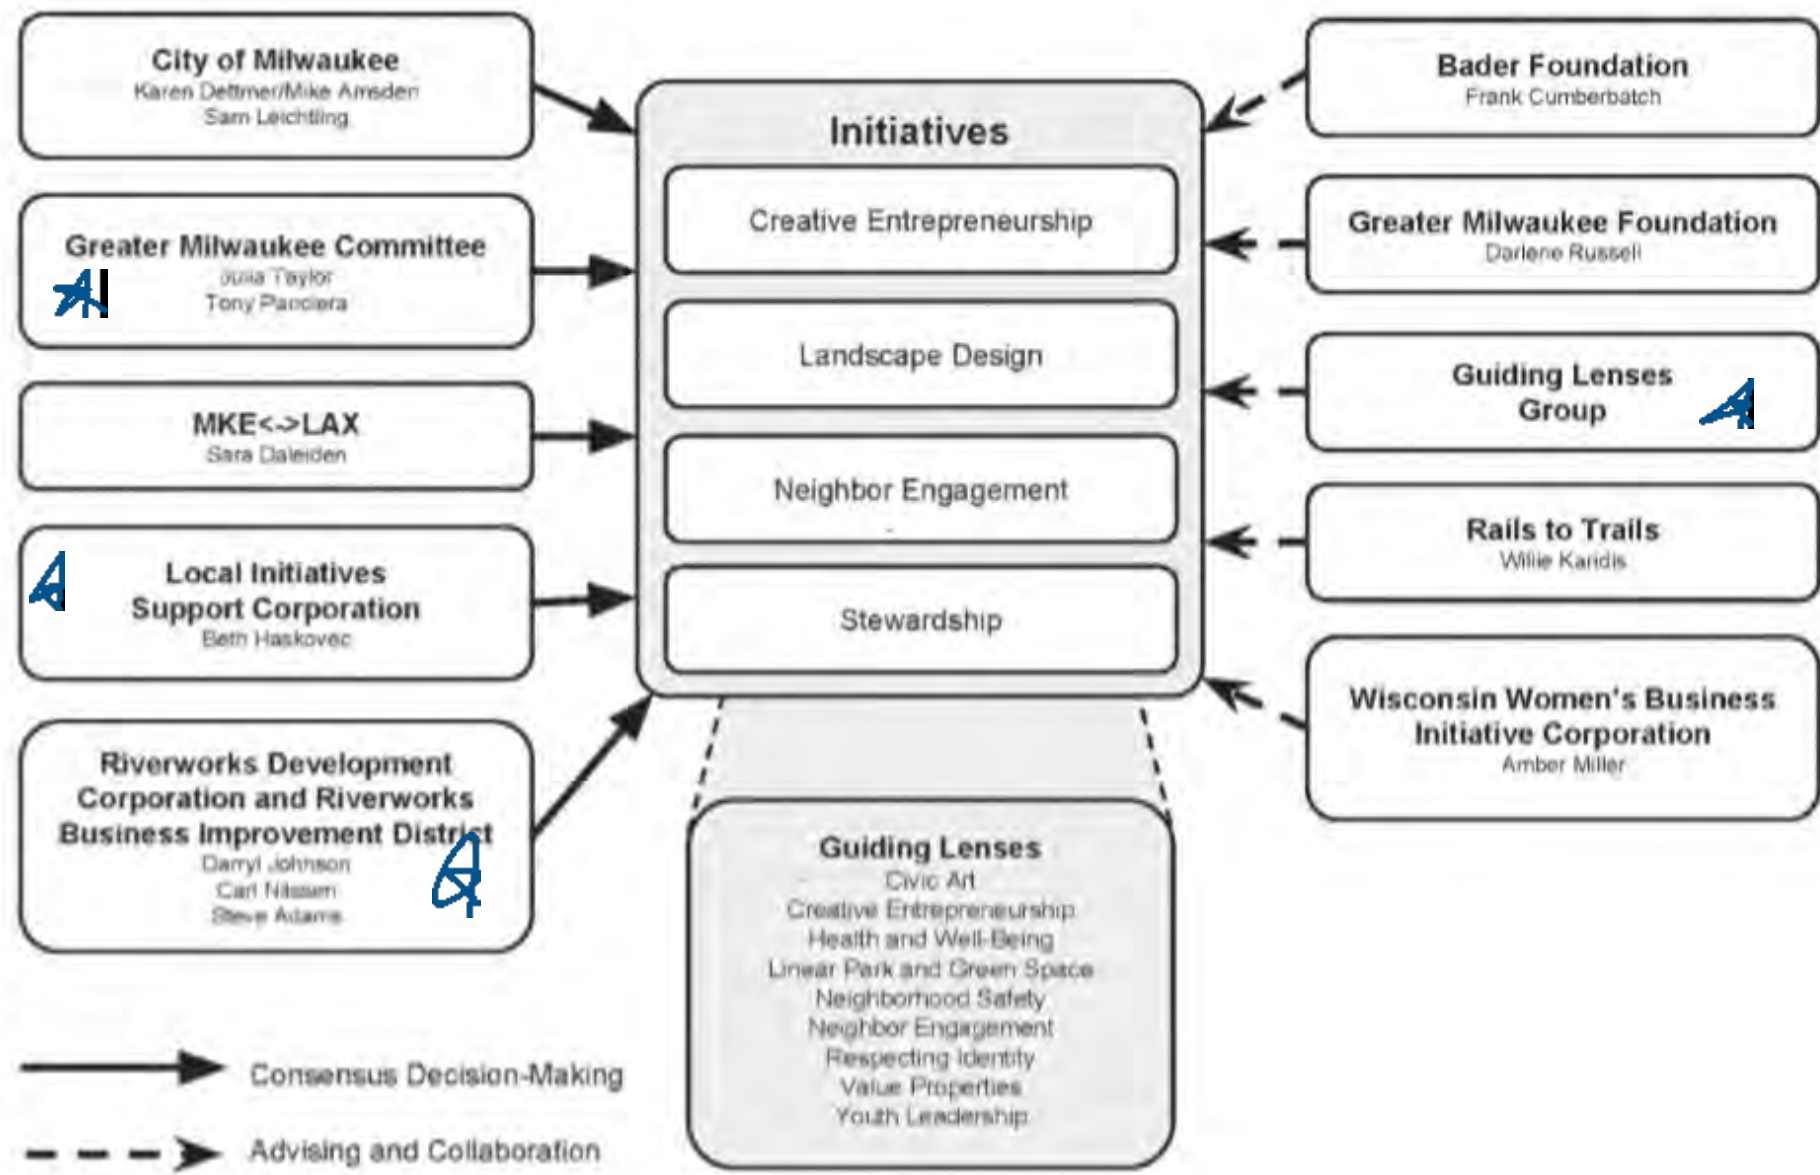 City of Milwaukee
Karen Dettmer/Mike Amsden
Sam Leichtling
Greater Milwaukee Committee
Julia Taylor
Tony Panciera
MKE<->LAX
Sara Daleiden
Local Initiatives
Support Corporation
Beth Haskovec
Riverworks Development
Corporation and Riverworks
Business Improvement District
Darryl Johnson
Carl Nilssen
Steve Adams
Initiatives
Creative Entrepreneurship
Landscape Design
Neighbor Engagement
Stewardship
Guiding Lenses
Civic Art
Creative Entrepreneurship
Health and Well-Being
Linear Park and Green Space
Neighborhood Safety
Neighbor Engagement
Respecting Identity
Value Properties
Youth Leadership
Bader Foundation
Frank Cumberbatch
Greater Milwaukee Foundation
Darlene Russell
Guiding Lenses
Group
Rails to Trails
Willie Karidis
Wisconsin Women's Business
Initiative Corporation
Amber Miller
Consensus Decision-Making
Advising and Collaboration